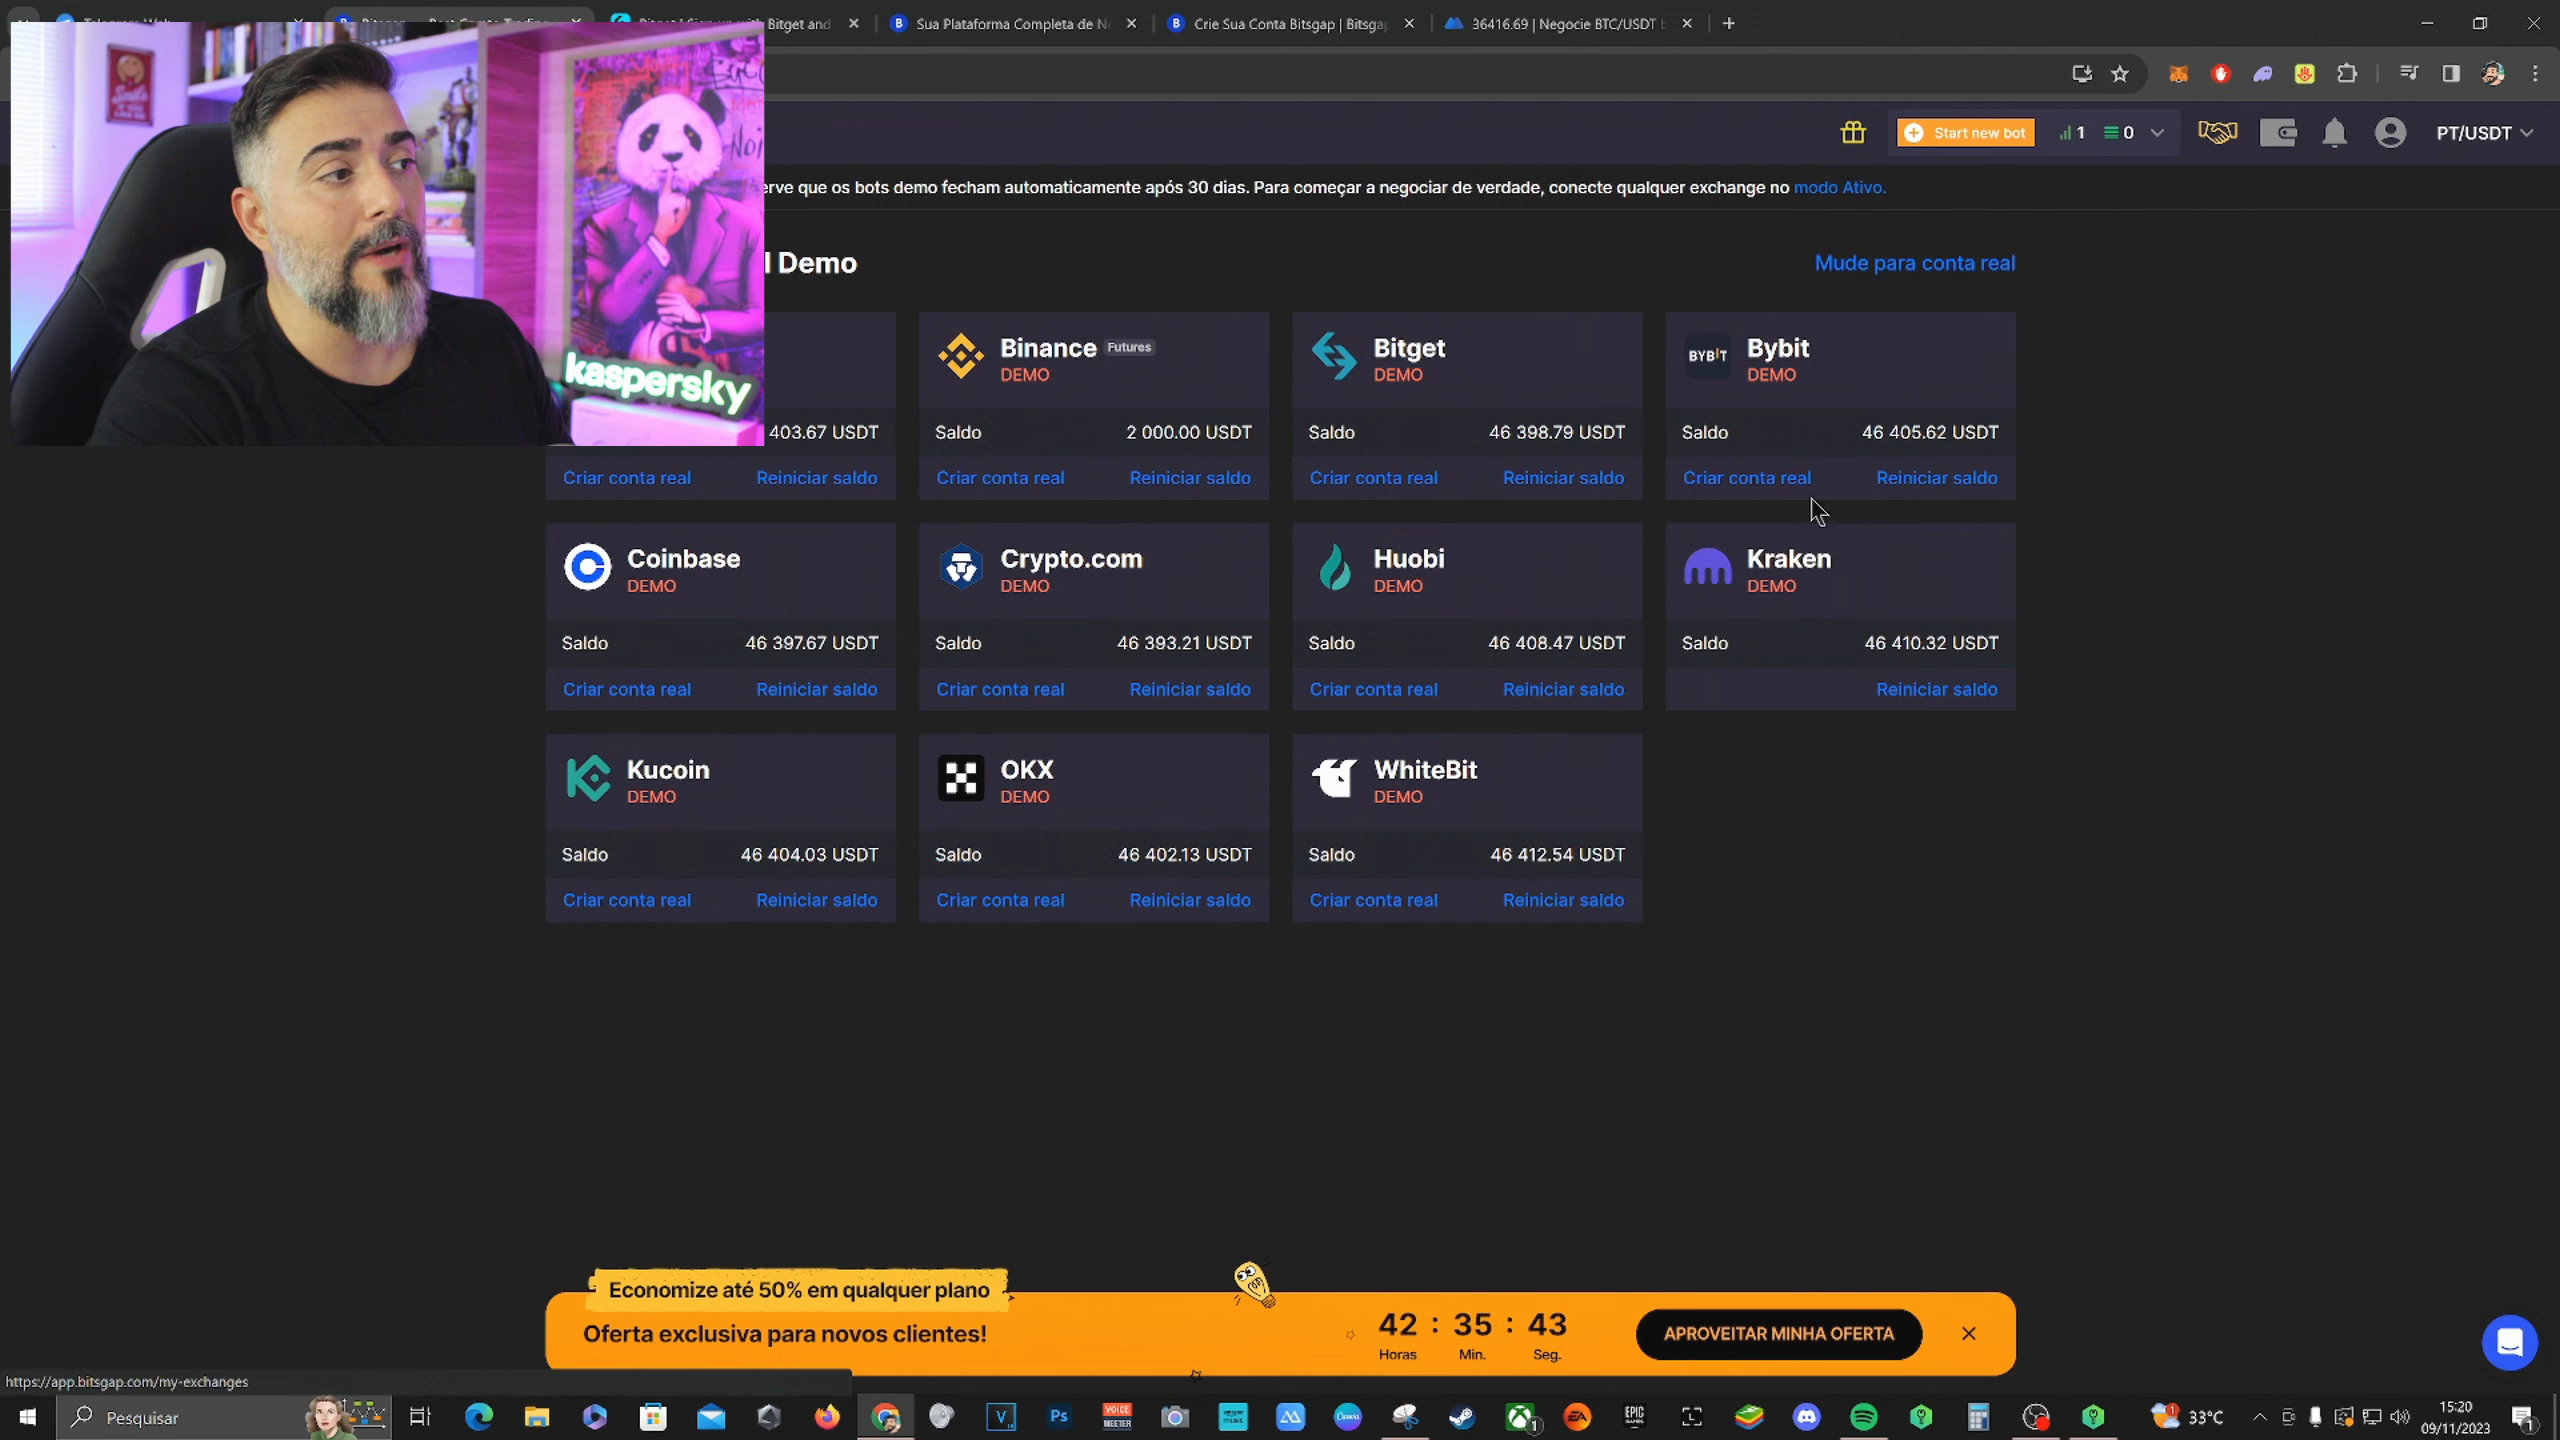 Bitget and
Sua Plataforma Completa de N
Crie Sua Conta Bitsgap | Bitsgap
36416.69 | Negocie BTC/USDT
Start new bot
1
0
PT/USDT
erve que os bots demo fecham automaticamente após 30 dias. Para começar a negociar de verdade, conecte qualquer exchange no modo Ativo.
l Demo
Mude para conta real
kaspersky
403.67 USDT
Criar conta real
Reiniciar saldo
Binance Futures
DEMO
Saldo
2 000.00 USDT
Criar conta real
Reiniciar saldo
Bitget
DEMO
Saldo
46 398.79 USDT
Criar conta real
Reiniciar saldo
BYBIT
Bybit
DEMO
Saldo
46 405.62 USDT
Criar conta real
Reiniciar saldo
Coinbase
DEMO
Saldo
46 397.67 USDT
Criar conta real
Reiniciar saldo
Crypto.com
DEMO
Saldo
46 393.21 USDT
Criar conta real
Reiniciar saldo
Huobi
DEMO
Saldo
46 408.47 USDT
Criar conta real
Reiniciar saldo
Kraken
DEMO
Saldo
46 410.32 USDT
Reiniciar saldo
Kucoin
DEMO
Saldo
46 404.03 USDT
Criar conta real
Reiniciar saldo
OKX
DEMO
Saldo
46 402.13 USDT
Criar conta real
Reiniciar saldo
WhiteBit
DEMO
Saldo
46 412.54 USDT
Criar conta real
Reiniciar saldo
Economize até 50% em qualquer plano
Oferta exclusiva para novos clientes!
42 : 35 : 43
Horas Min. Seg.
APROVEITAR MINHA OFERTA
https://app.bitsgap.com/my-exchanges
Pesquisar
Ps
VOICE
MEETER
EA
EPIC
33°C
15:20
09/11/2023